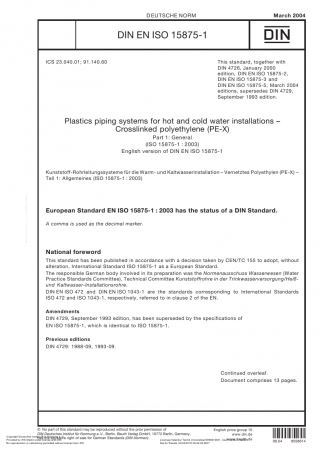 DEUTSCHE NORM
March 2004
DIN EN ISO 15875-1
DIN
ICS 23.040.01; 91.140.60
This standard, together with
DIN 4726, January 2000
edition, DIN EN ISO 15875-2,
DIN EN ISO 15875-3 and
DIN EN ISO 15875-5, March 2004
editions, supersedes DIN 4729,
September 1993 edition.
Plastics piping systems for hot and cold water installations –
Crosslinked polyethylene (PE-X)
Part 1: General
(ISO 15875-1 : 2003)
English version of DIN EN ISO 15875-1
Kunststoff-Rohrleitungssysteme für die Warm- und Kaltwasserinstallation – Vernetztes Polyethylen (PE-X) –
Teil 1: Allgemeines (ISO 15875-1 : 2003)
European Standard EN ISO 15875-1 : 2003 has the status of a DIN Standard.
A comma is used as the decimal marker.
National foreword
This standard has been published in accordance with a decision taken by CEN/TC 155 to adopt, without
alteration, International Standard ISO 15875-1 as a European Standard.
The responsible German body involved in its preparation was the Normenausschuss Wasserwesen (Water
Practice Standards Committee), Technical Committee Kunststoffrohre in der Trinkwasserversorgung/Heiß-
und Kaltwasser-Installationsrohre.
DIN EN ISO 472 and DIN EN ISO 1043-1 are the standards corresponding to International Standards
ISO 472 and ISO 1043-1, respectively, referred to in clause 2 of the EN.
Amendments
DIN 4729, September 1993 edition, has been superseded by the specifications of
EN ISO 15875-1, which is identical to ISO 15875-1.
Previous editions
DIN 4729: 1988-09, 1993-09.
Continued overleaf.
Document comprises 13 pages.
© No part of this standard may be reproduced without the prior permission of
DIN Deutsches Institut für Normung e.V., Berlin. Beuth Verlag GmbH, 10772 Berlin, Germany,
has the exclusive right of sale for German Standards (DIN-Normen).
English price group 10
www.din.de
www.beuth.de